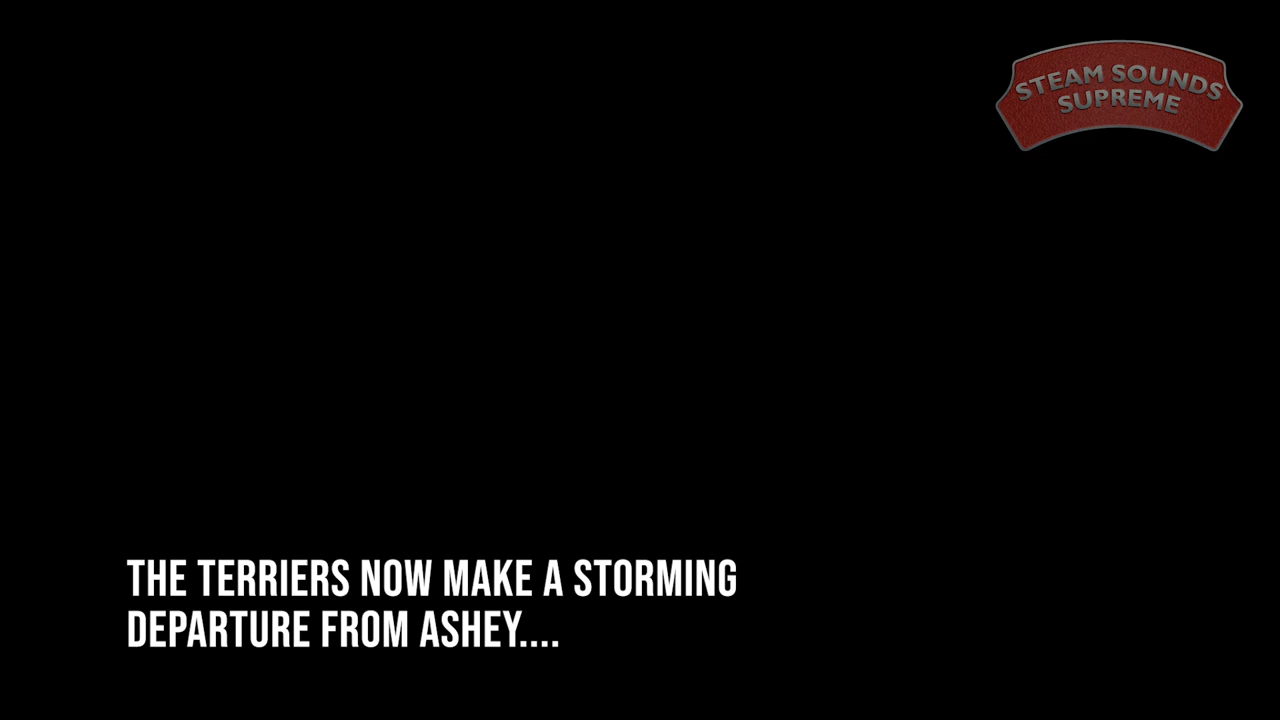 STEAM SOUNDS
SUPREME
THE TERRIERS NOW MAKE A STORMING
DEPARTURE FROM ASHEY....